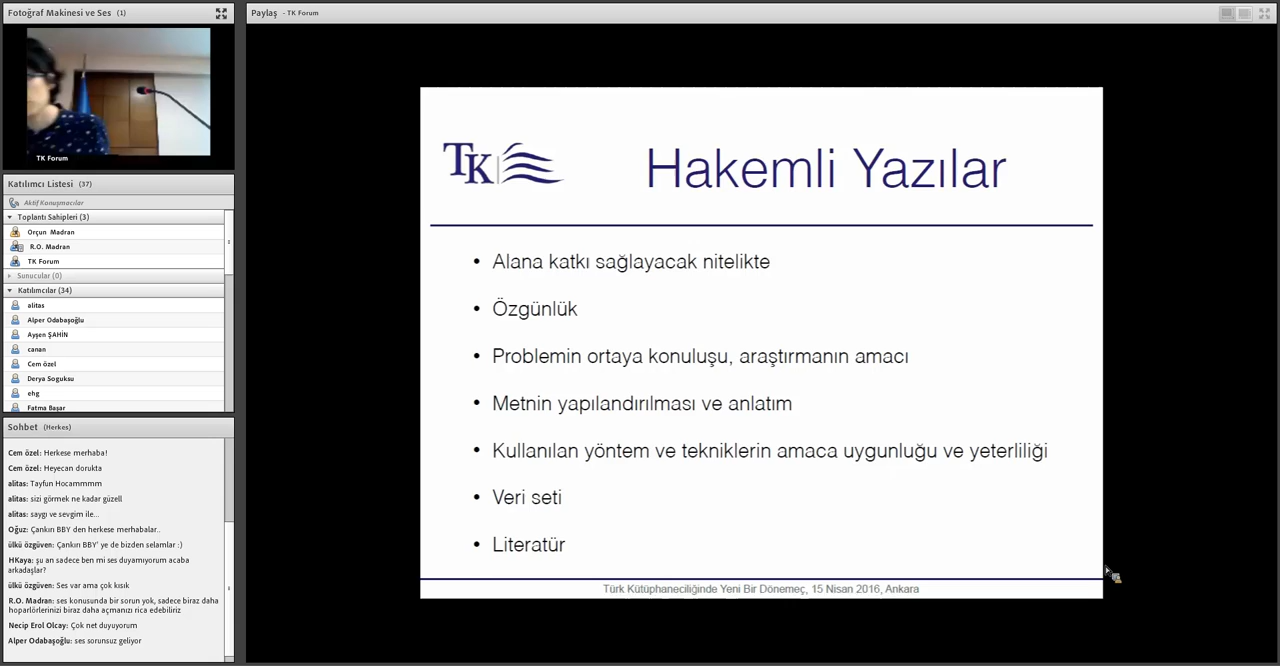 Fotoğraf Makinesi ve Ses (1)
TK Forum
Katılımcı Listesi (37)
Aktif Konuşmacılar
Toplantı Sahipleri (3)
Orçun Madran
R.O. Madran
TK Forum
Sunucular (0)
Katılımcılar (34)
alitas
Alper Odabaşoğlu
Ayşen ŞAHİN
canan
Cem özel
Derya Soguksu
ehg
Fatma Başar
Sohbet (Herkes)
Cem özel: Herkese merhaba!
Cem özel: Heyecan dorukta
alitas: Tayfun Hocammmm
alitas: sizi görmek ne kadar güzell
alitas: saygı ve sevgim ile...
Oğuz: Çankırı BBY den herkese merhabalar..
ülkü özgüven: Çankırı BBY' ye de bizden selamlar :)
HKaya: şu an sadece ben mi ses duyamıyorum acaba
arkadaşlar?
ülkü özgüven: Ses var ama çok kısık
R.O. Madran: ses konusunda bir sorun yok, sadece biraz daha
hoparlörlerinizi biraz daha açmanızı rica edebiliriz
Necip Erol Olcay: Çok net duyuyorum
Alper Odabaşoğlu: ses sorunsuz geliyor
Paylaş - TK Forum
TK
Hakemli Yazılar
• Alana katkı sağlayacak nitelikte
• Özgünlük
• Problemin ortaya konuluşu, araştırmanın amacı
• Metnin yapılandırılması ve anlatım
• Kullanılan yöntem ve tekniklerin amaca uygunluğu ve yeterliliği
• Veri seti
• Literatür
Türk Kütüphaneciliğinde Yeni Bir Dönemeç, 15 Nisan 2016, Ankara